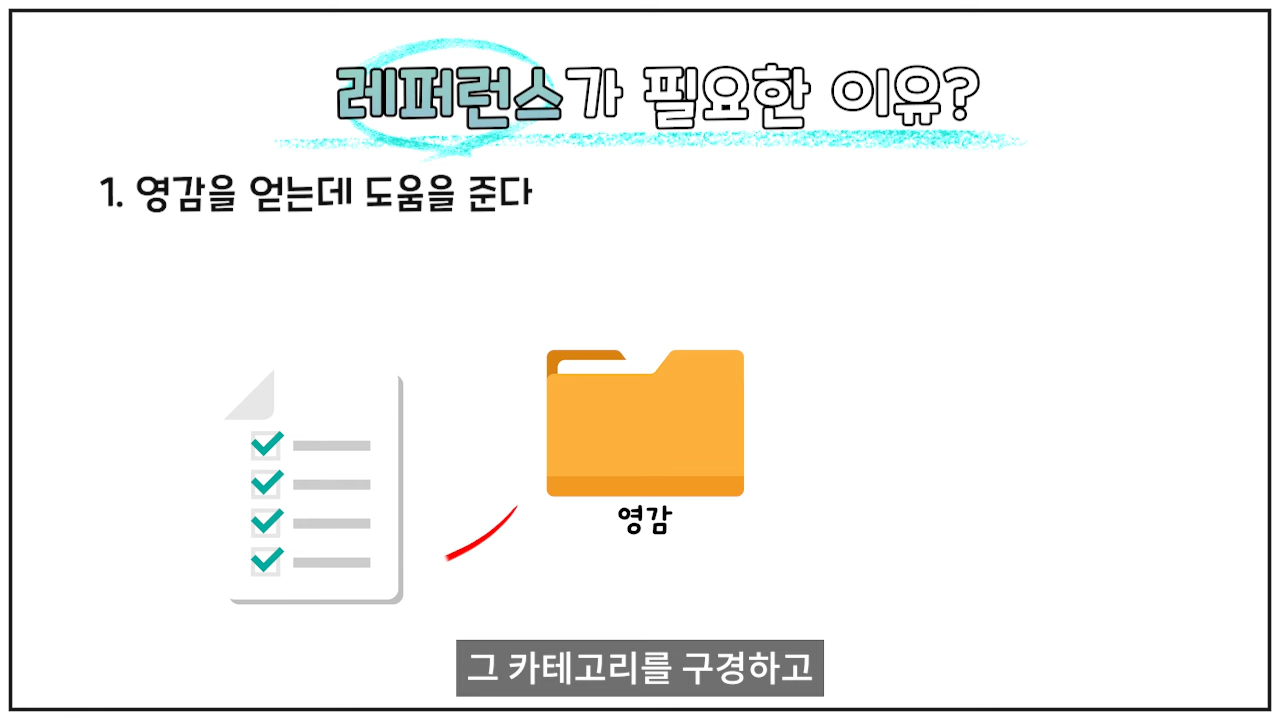 레퍼런스가 필요한 이유?
1. 영감을 얻는데 도움을 준다
영감
그 카테고리를 구경하고